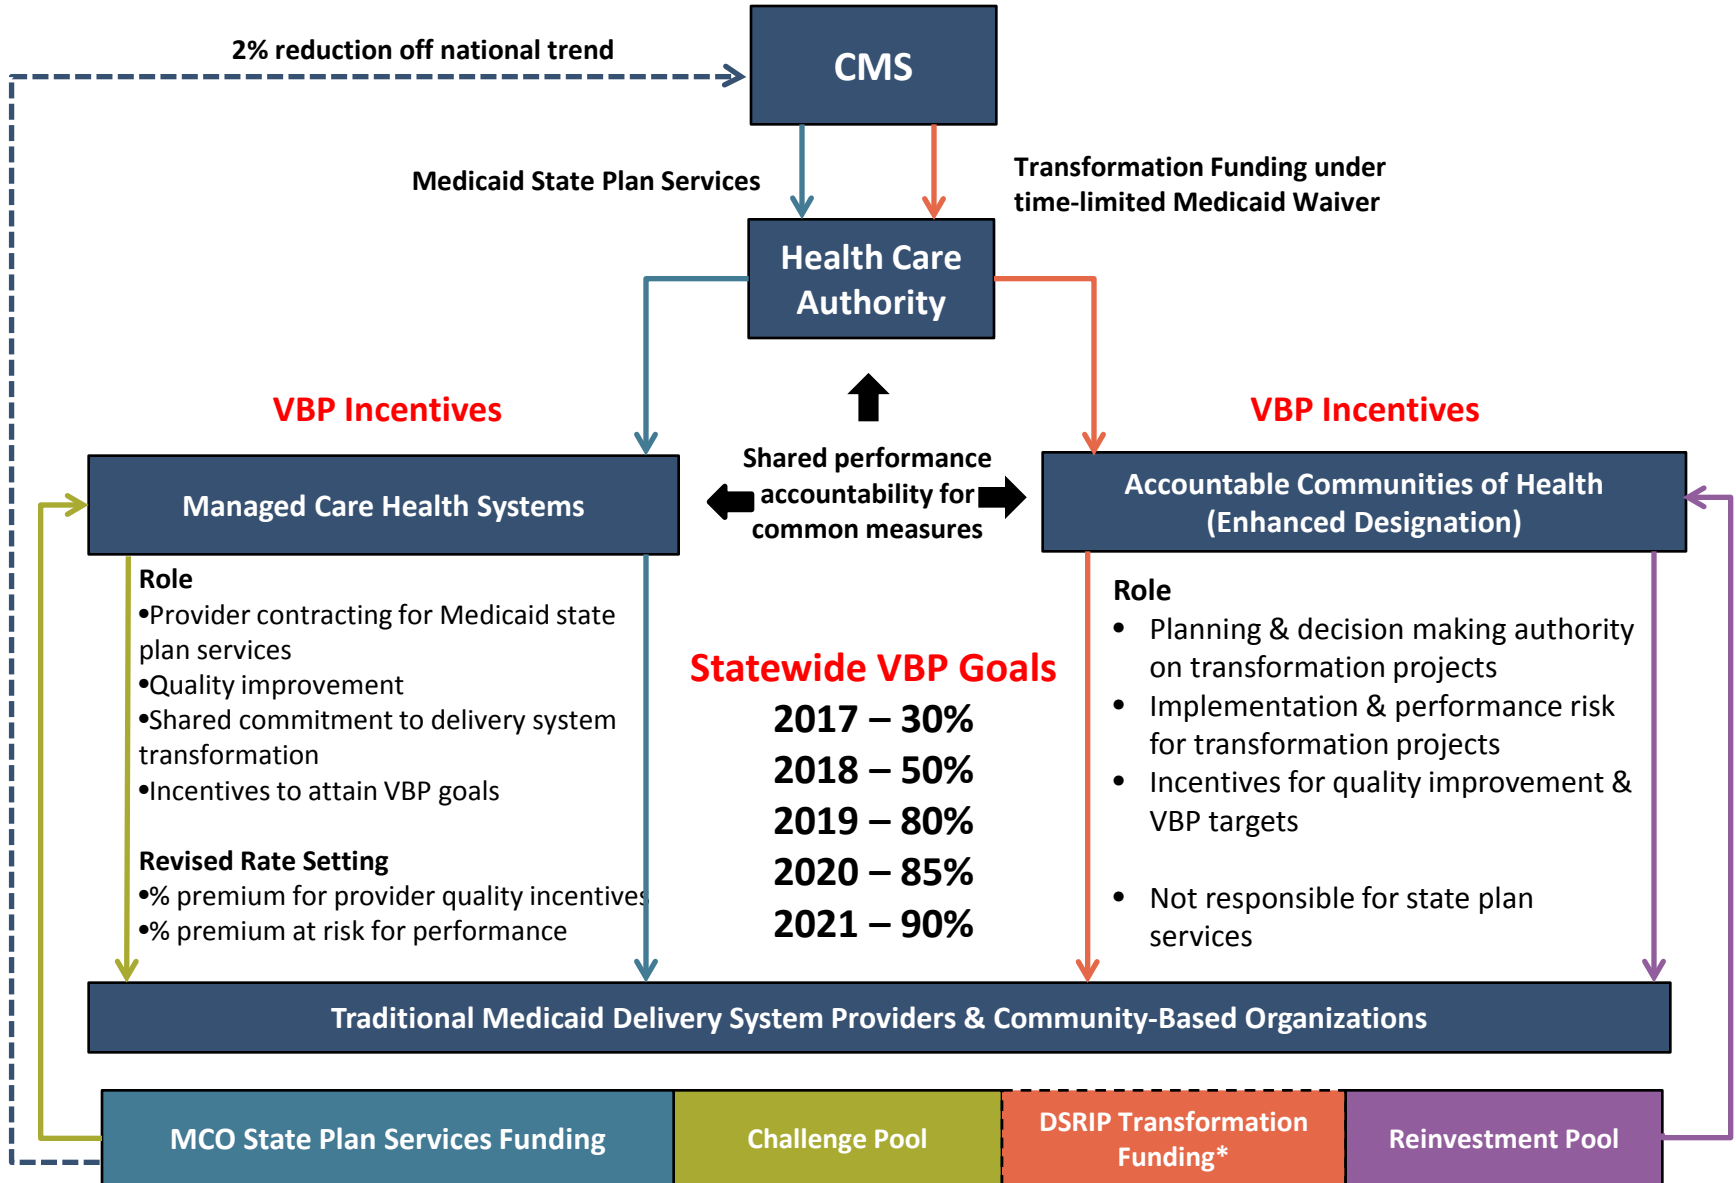 2% reduction off national trend
CMS
Medicaid State Plan Services
Transformation Funding under
time-limited Medicaid Waiver
Health Care
Authority
VBP Incentives
VBP Incentives
Shared performance
accountability for
common measures
Managed Care Health Systems
Accountable Communities of Health
(Enhanced Designation)
Role
•Provider contracting for Medicaid state
plan services
•Quality improvement
•Shared commitment to delivery system
transformation
•Incentives to attain VBP goals
Revised Rate Setting
•% premium for provider quality incentives
•% premium at risk for performance
Statewide VBP Goals
2017 – 30%
2018 – 50%
2019 – 80%
2020 – 85%
2021 – 90%
Role
• Planning & decision making authority
on transformation projects
• Implementation & performance risk
for transformation projects
• Incentives for quality improvement &
VBP targets
• Not responsible for state plan
services
Traditional Medicaid Delivery System Providers & Community-Based Organizations
MCO State Plan Services Funding
Challenge Pool
DSRIP Transformation
Funding*
Reinvestment Pool